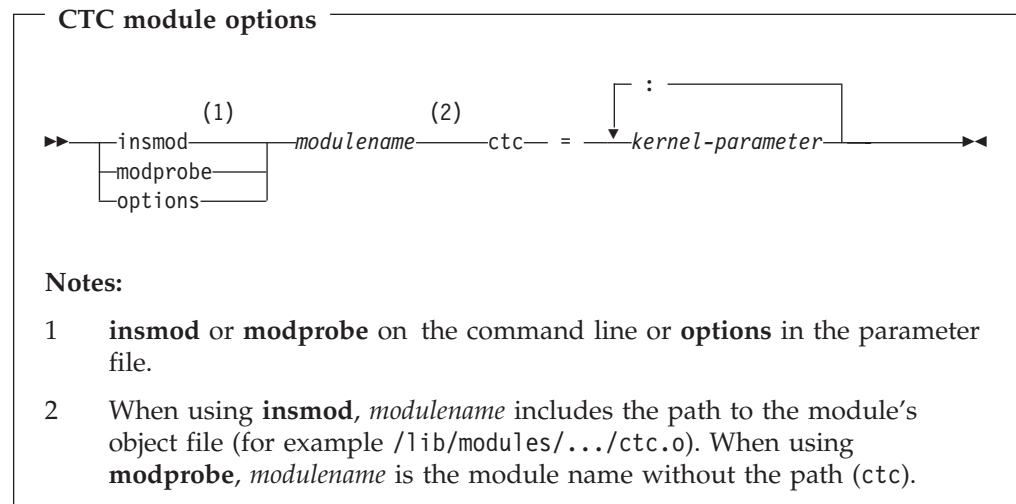 CTC module options
:
(1) (2)
insmod modulename ctc = kernel-parameter
modprobe
options
Notes:
1 insmod or modprobe on the command line or options in the parameter
file.
2 When using insmod, modulename includes the path to the module's
object file (for example /lib/modules/.../ctc.o). When using
modprobe, modulename is the module name without the path (ctc).